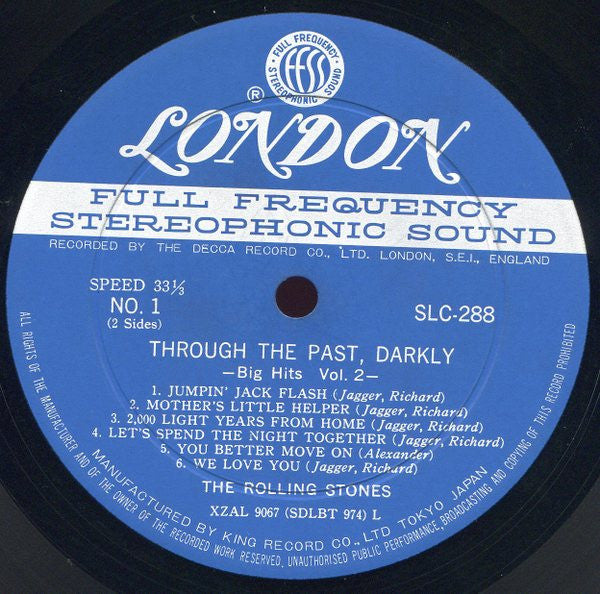 FULL FREQUENCY
ffss
STEREOPHONIC SOUND
®
LONDON
FULL FREQUENCY
STEREOPHONIC SOUND
RECORDED BY THE DECCA RECORD CO., LTD. LONDON, S.E.I., ENGLAND
SPEED 33⅓
NO. 1
(2 Sides)
SLC-288
THROUGH THE PAST, DARKLY
—Big Hits Vol. 2—
1. JUMPIN' JACK FLASH (Jagger, Richard)
2. MOTHER'S LITTLE HELPER (Jagger, Richard)
3. 2,000 LIGHT YEARS FROM HOME (Jagger, Richard)
4. LET'S SPEND THE NIGHT TOGETHER (Jagger, Richard)
5. YOU BETTER MOVE ON (Alexander)
6. WE LOVE YOU (Jagger, Richard)
THE ROLLING STONES
XZAL 9067 (SDLBT 974) L
MANUFACTURED BY KING RECORD CO., LTD TOKYO JAPAN
ALL RIGHTS OF THE MANUFACTURER AND OF THE OWNER OF THE RECORDED WORK RESERVED, UNAUTHORISED PUBLIC PERFORMANCE, BROADCASTING AND COPYING OF THIS RECORD PROHIBITED